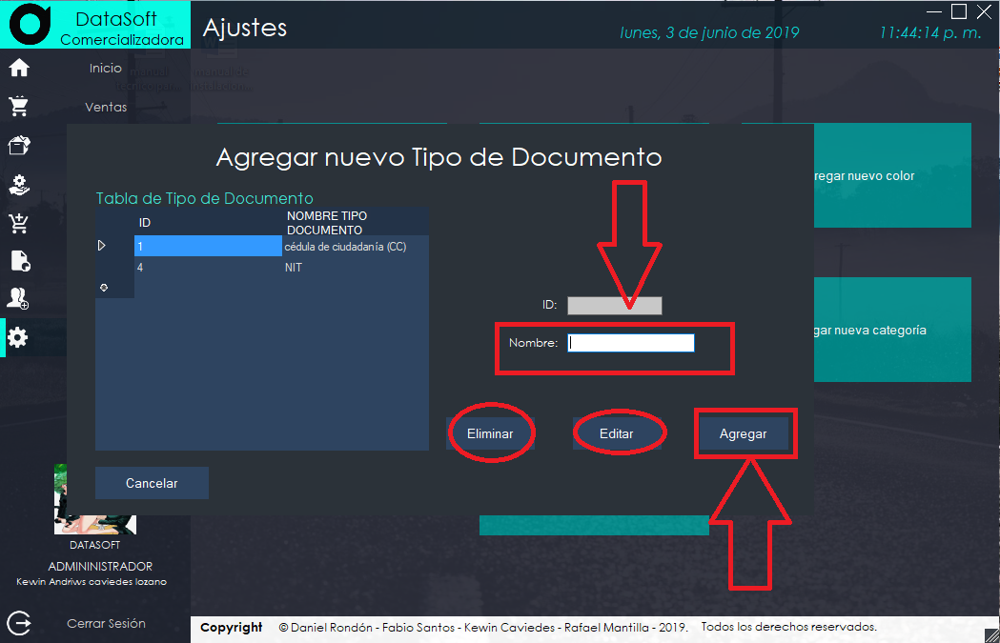 DataSoft
Comercializadora
Ajustes
lunes, 3 de junio de 2019
11:44:14 p. m.
Inicio
manual
manual de
Ventas
Agregar nuevo Tipo de Documento
regar nuevo color
Tabla de Tipo de Documento
ID
NOMBRE TIPO
DOCUMENTO
1
cédula de ciudadanía (CC)
4
NIT
ID:
gar nueva categoría
Nombre:
Eliminar
Editar
Agregar
Cancelar
DATASOFT
ADMININISTRADOR
Kewin Andriws caviedes lozano
Cerrar Sesión
Copyright © Daniel Rondón - Fabio Santos - Kewin Caviedes - Rafael Mantilla - 2019. Todos los derechos reservados.